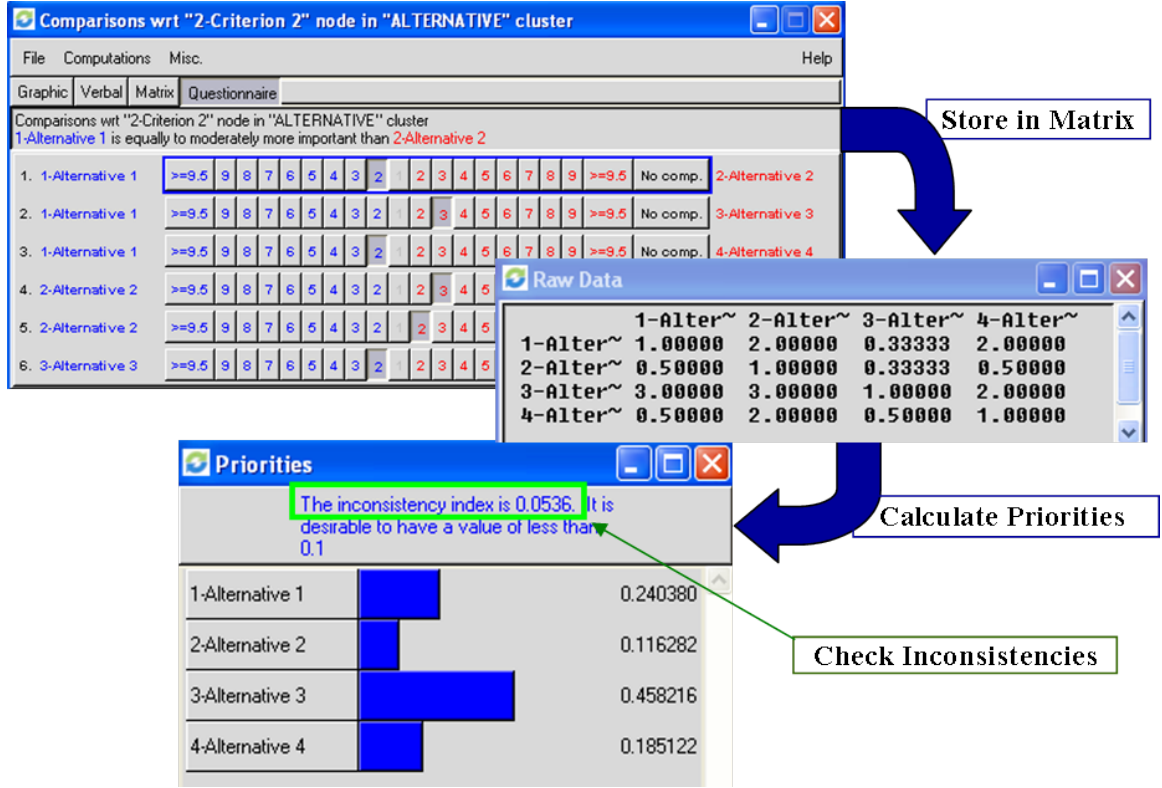 Comparisons wrt "2-Criterion 2" node in "ALTERNATIVE" cluster
File Computations Misc. Help
Graphic Verbal Matrix Questionnaire
Comparisons wrt "2-Criterion 2" node in "ALTERNATIVE" cluster
1-Alternative 1 is equally to moderately more important than 2-Alternative 2
1. 1-Alternative 1 >=9.5 9 8 7 6 5 4 3 2 1 2 3 4 5 6 7 8 9 >=9.5 No comp. 2-Alternative 2
2. 1-Alternative 1 >=9.5 9 8 7 6 5 4 3 2 1 2 3 4 5 6 7 8 9 >=9.5 No comp. 3-Alternative 3
3. 1-Alternative 1 >=9.5 9 8 7 6 5 4 3 2 1 2 3 4 5 6 7 8 9 >=9.5 No comp. 4-Alternative 4
4. 2-Alternative 2 >=9.5 9 8 7 6 5 4 3 2 1 2 3 4 5
5. 2-Alternative 2 >=9.5 9 8 7 6 5 4 3 2 1 2 3 4 5
6. 3-Alternative 3 >=9.5 9 8 7 6 5 4 3 2 1 2 3 4 5
Store in Matrix
Raw Data
1-Alter~ 2-Alter~ 3-Alter~ 4-Alter~
1-Alter~ 1.00000 2.00000 0.33333 2.00000
2-Alter~ 0.50000 1.00000 0.33333 0.50000
3-Alter~ 3.00000 3.00000 1.00000 2.00000
4-Alter~ 0.50000 2.00000 0.50000 1.00000
Calculate Priorities
Priorities
The inconsistency index is 0.0536. It is
desirable to have a value of less than
0.1
1-Alternative 1 0.240380
2-Alternative 2 0.116282
3-Alternative 3 0.458216
4-Alternative 4 0.185122
Check Inconsistencies